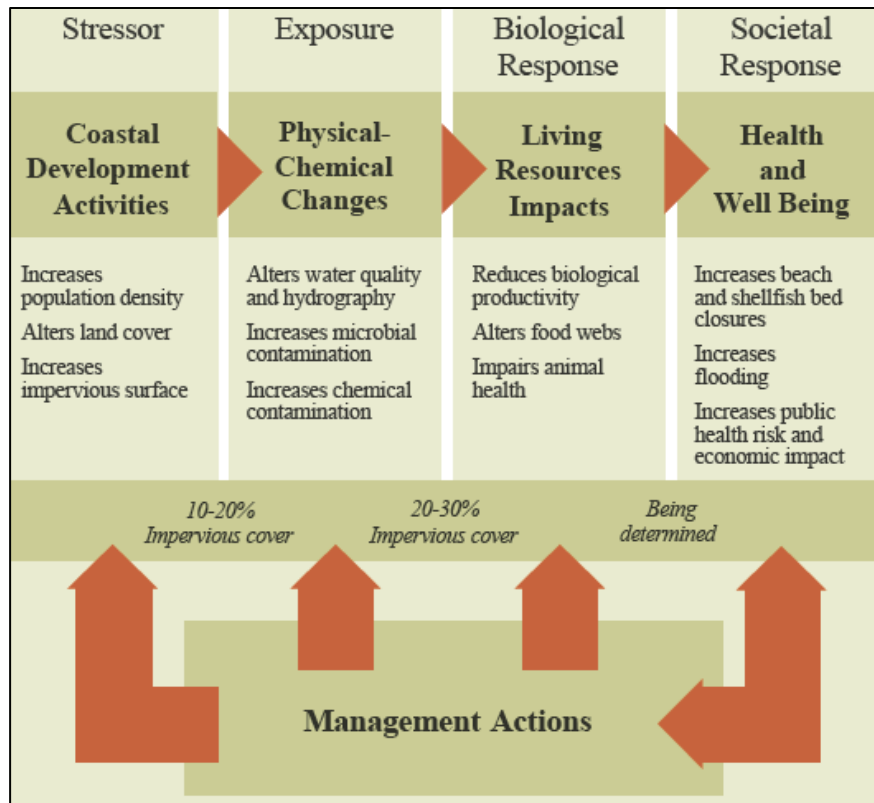 Stressor
Exposure
Biological
Response
Societal
Response
Coastal
Development
Activities
Physical-
Chemical
Changes
Living
Resources
Impacts
Health
and
Well Being
Increases
population density
Alters land cover
Increases
impervious surface
Alters water quality
and hydrography
Increases microbial
contamination
Increases chemical
contamination
Reduces biological
productivity
Alters food webs
Impairs animal
health
Increases beach
and shellfish bed
closures
Increases
flooding
Increases public
health risk and
economic impact
10-20%
Impervious cover
20-30%
Impervious cover
Being
determined
Management Actions